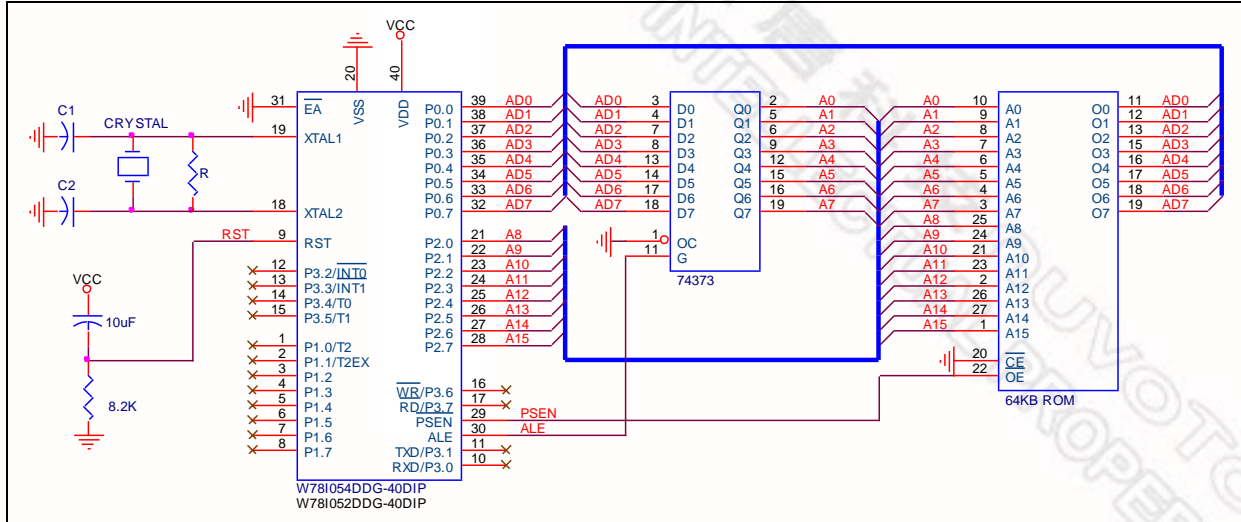 VCC
VCC
C1
C2
CRYSTAL
R
RST
10uF
8.2K
20
40
VSS
VDD
31 EA
19 XTAL1
18 XTAL2
9 RST
12 P3.2/INT0
13 P3.3/INT1
14 P3.4/T0
15 P3.5/T1
1 P1.0/T2
2 P1.1/T2EX
3 P1.2
4 P1.3
5 P1.4
6 P1.5
7 P1.6
8 P1.7
P0.0 39 AD0
P0.1 38 AD1
P0.2 37 AD2
P0.3 36 AD3
P0.4 35 AD4
P0.5 34 AD5
P0.6 33 AD6
P0.7 32 AD7
P2.0 21 A8
P2.1 22 A9
P2.2 23 A10
P2.3 24 A11
P2.4 25 A12
P2.5 26 A13
P2.6 27 A14
P2.7 28 A15
WR/P3.6 16
RD/P3.7 17
PSEN 29 PSEN
ALE 30 ALE
TXD/P3.1 11
RXD/P3.0 10
W78I054DDG-40DIP
W78I052DDG-40DIP
AD0 3 D0 Q0 2 A0
AD1 4 D1 Q1 5 A1
AD2 7 D2 Q2 6 A2
AD3 8 D3 Q3 9 A3
AD4 13 D4 Q4 12 A4
AD5 14 D5 Q5 15 A5
AD6 17 D6 Q6 16 A6
AD7 18 D7 Q7 19 A7
1 OC
11 G
74373
A0 10 A0 O0 11 AD0
A1 9 A1 O1 12 AD1
A2 8 A2 O2 13 AD2
A3 7 A3 O3 15 AD3
A4 6 A4 O4 16 AD4
A5 5 A5 O5 17 AD5
A6 4 A6 O6 18 AD6
A7 3 A7 O7 19 AD7
A8 25 A8
A9 24 A9
A10 21 A10
A11 23 A11
A12 2 A12
A13 26 A13
A14 27 A14
A15 1 A15
20 CE
22 OE
64KB ROM